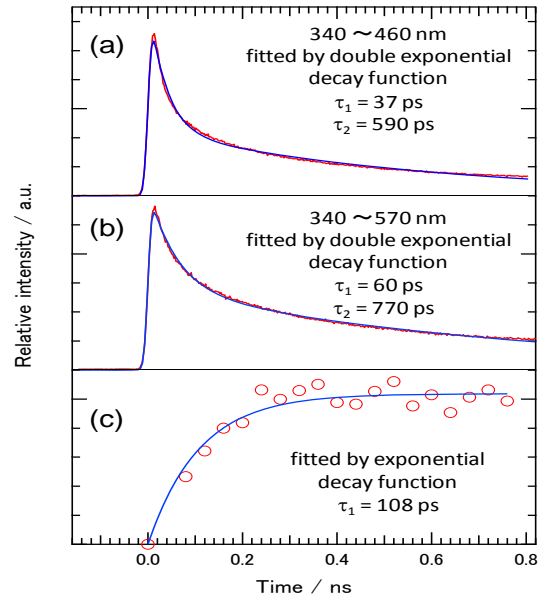 (a)
340 ～460 nm
fitted by double exponential
decay function
τ1 = 37 ps
τ2 = 590 ps
(b)
340 ～570 nm
fitted by double exponential
decay function
τ1 = 60 ps
τ2 = 770 ps
(c)
fitted by exponential
decay function
τ1 = 108 ps
Relative intensity / a.u.
0.0 0.2 0.4 0.6 0.8
Time / ns